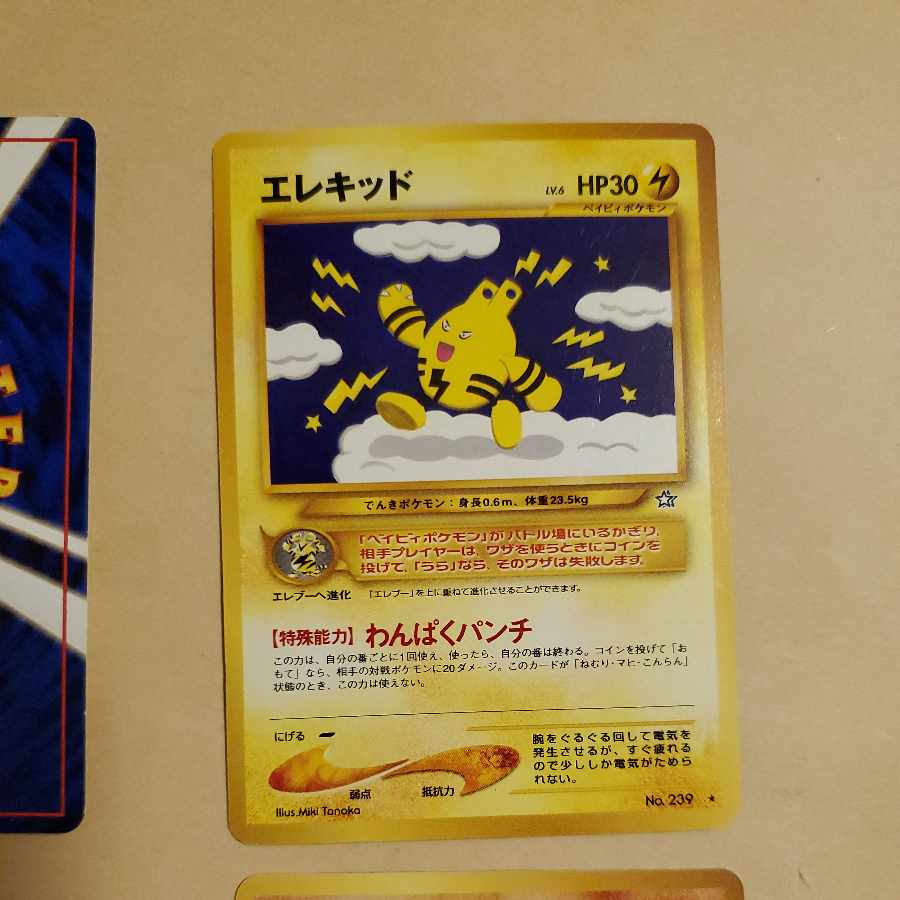 エレキッド
LV.6 HP30
ベイビィポケモン
でんきポケモン：身長0.6m、体重23.5kg
「ベイビィポケモン」がバトル場にいるかぎり、
相手プレイヤーは、ワザを使うときにコインを
投げて、「うら」なら、そのワザは失敗します。
エレブーへ進化 「エレブー」を上に重ねて進化させることができます。
【特殊能力】 わんぱくパンチ
この力は、自分の番ごとに1回使え、使ったら、自分の番は終わる。コインを投げて「お
もて」なら、相手の対戦ポケモンに20ダメージ。このカードが「ねむり・マヒ・こんらん」
状態のとき、この力は使えない。
にげる
弱点
抵抗力
腕をぐるぐる回して電気を
発生させるが、すぐ疲れる
ので少ししか電気がためら
れない。
Illus.Miki Tanaka
No. 239 ★